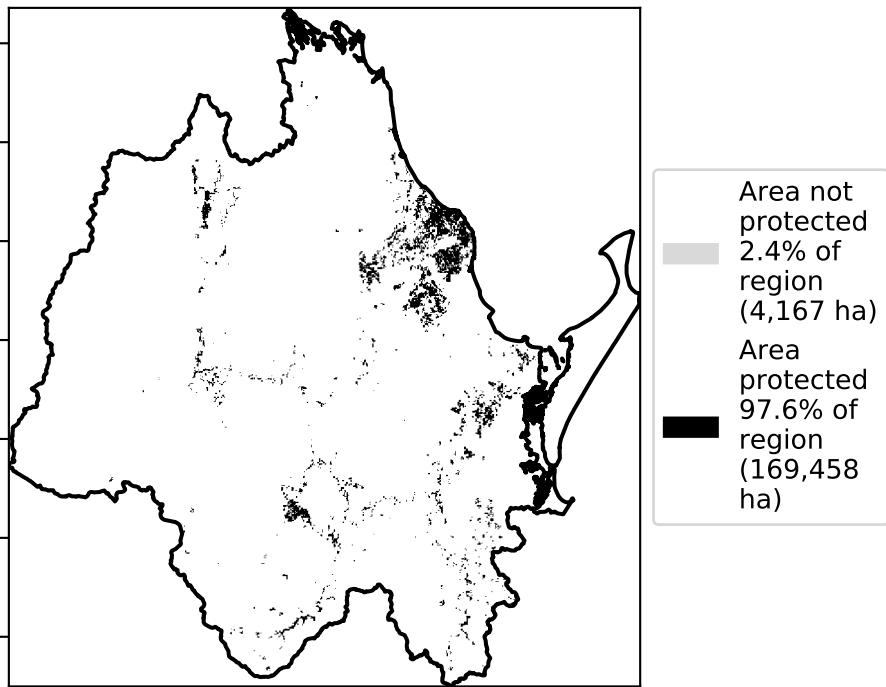 Area not
protected
2.4% of
region
(4,167 ha)
Area
protected
97.6% of
region
(169,458
ha)